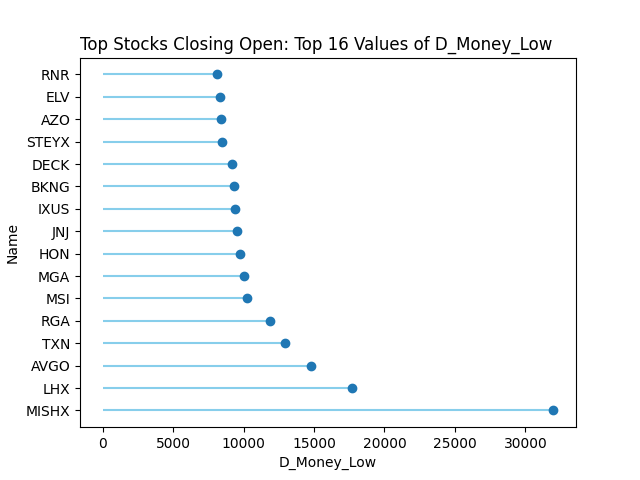 Top Stocks Closing Open: Top 16 Values of D_Money_Low
Name
RNR
ELV
AZO
STEYX
DECK
BKNG
IXUS
JNJ
HON
MGA
MSI
RGA
TXN
AVGO
LHX
MISHX
0 5000 10000 15000 20000 25000 30000
D_Money_Low